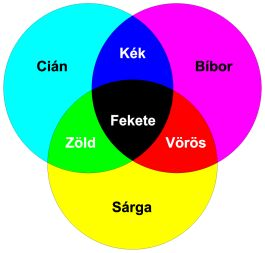 Kék
Cián
Bíbor
Fekete
Zöld
Vörös
Sárga